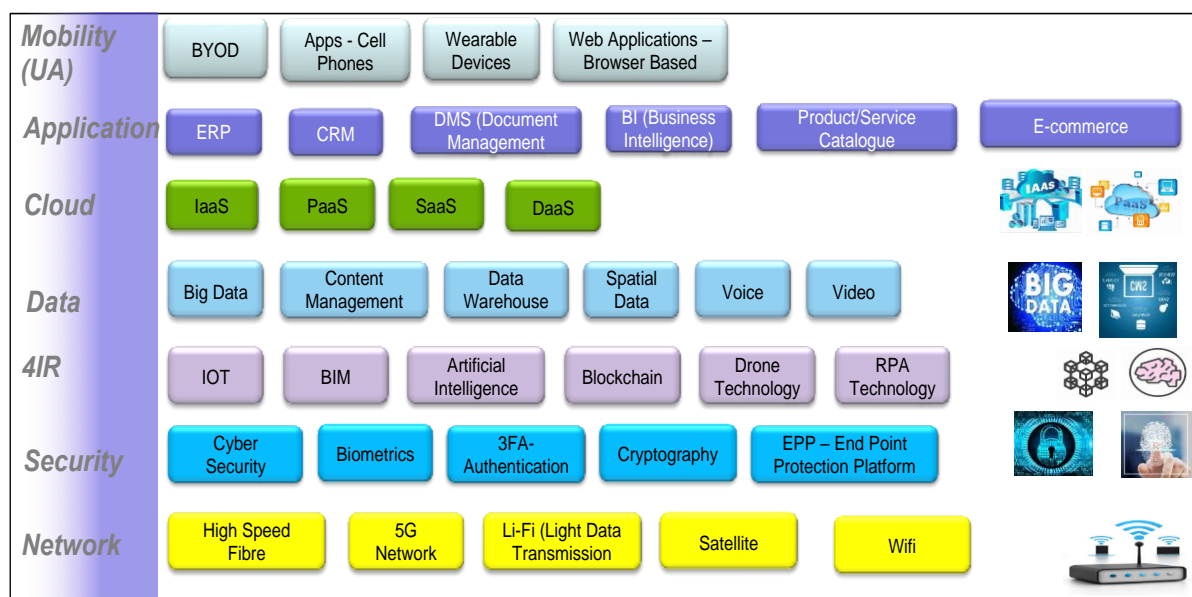 Mobility
(UA)
BYOD
Apps - Cell
Phones
Wearable
Devices
Web Applications –
Browser Based
Application
ERP
CRM
DMS (Document
Management
BI (Business
Intelligence)
Product/Service
Catalogue
E-commerce
Cloud
IaaS
PaaS
SaaS
DaaS
IAAS
PaaS
Data
Big Data
Content
Management
Data
Warehouse
Spatial
Data
Voice
Video
BIG
DATA
4IR
IOT
BIM
Artificial
Intelligence
Blockchain
Drone
Technology
RPA
Technology
Security
Cyber
Security
Biometrics
3FA-
Authentication
Cryptography
EPP – End Point
Protection Platform
Network
High Speed
Fibre
5G
Network
Li-Fi (Light Data
Transmission
Satellite
Wifi